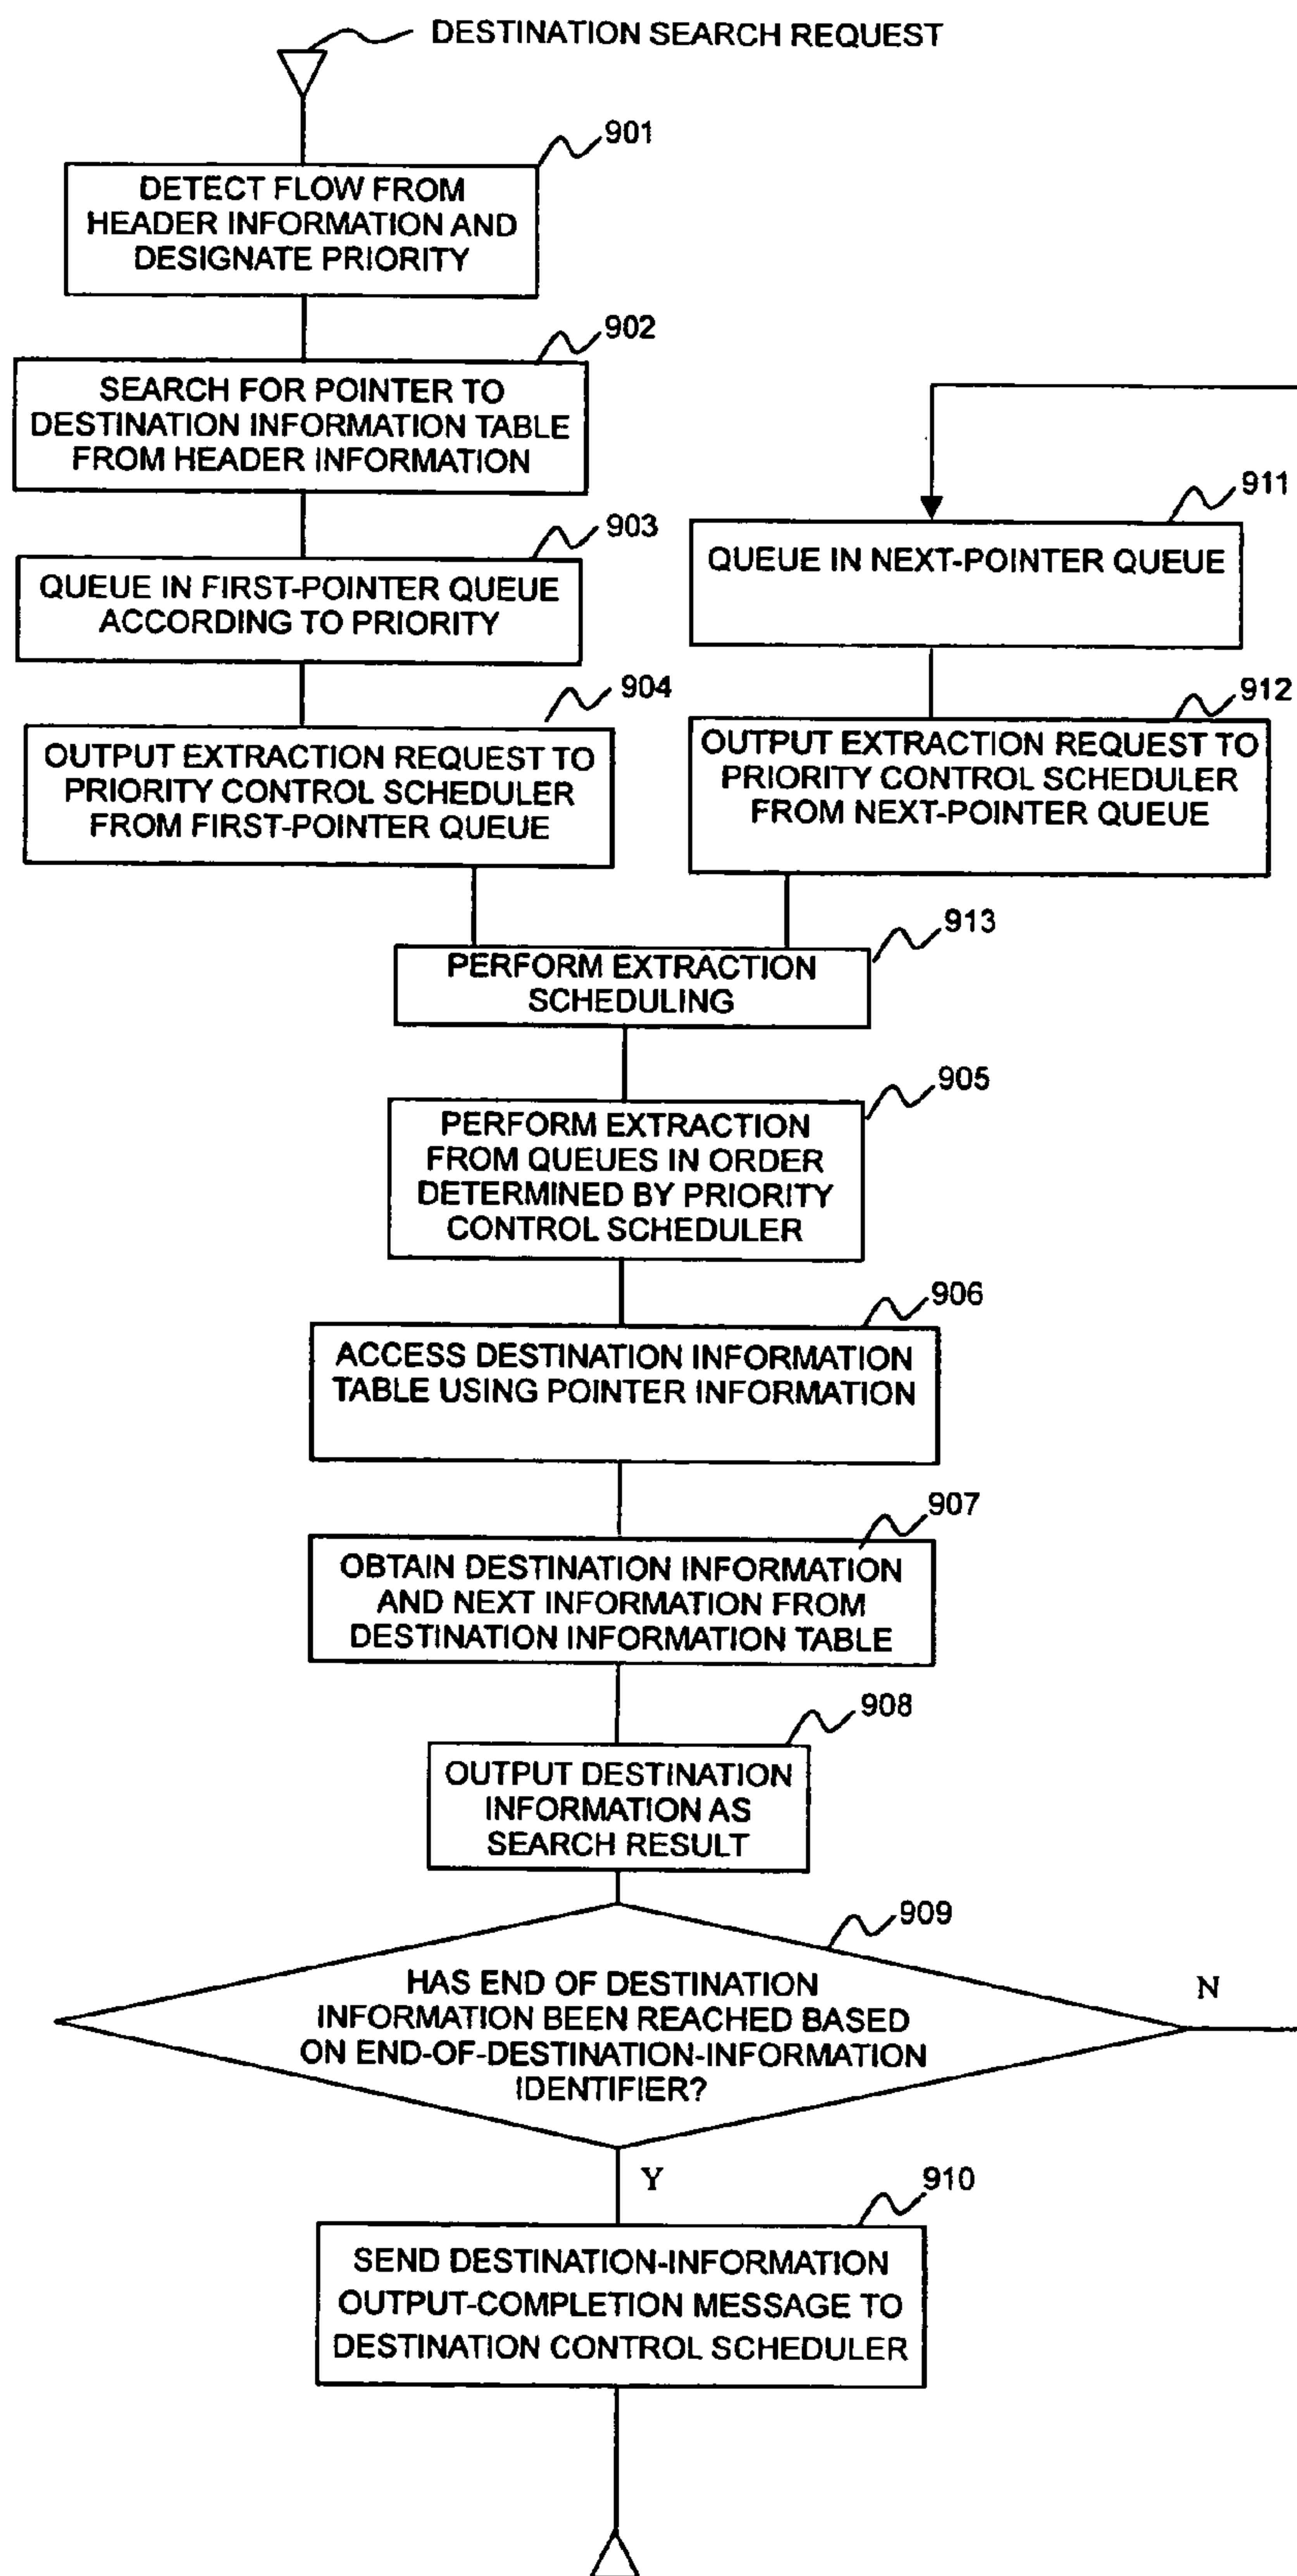 DESTINATION SEARCH REQUEST
901
DETECT FLOW FROM
HEADER INFORMATION AND
DESIGNATE PRIORITY
902
SEARCH FOR POINTER TO
DESTINATION INFORMATION TABLE
FROM HEADER INFORMATION
903
QUEUE IN FIRST-POINTER QUEUE
ACCORDING TO PRIORITY
904
OUTPUT EXTRACTION REQUEST TO
PRIORITY CONTROL SCHEDULER
FROM FIRST-POINTER QUEUE
911
QUEUE IN NEXT-POINTER QUEUE
912
OUTPUT EXTRACTION REQUEST TO
PRIORITY CONTROL SCHEDULER
FROM NEXT-POINTER QUEUE
913
PERFORM EXTRACTION
SCHEDULING
905
PERFORM EXTRACTION
FROM QUEUES IN ORDER
DETERMINED BY PRIORITY
CONTROL SCHEDULER
906
ACCESS DESTINATION INFORMATION
TABLE USING POINTER INFORMATION
907
OBTAIN DESTINATION INFORMATION
AND NEXT INFORMATION FROM
DESTINATION INFORMATION TABLE
908
OUTPUT DESTINATION
INFORMATION AS
SEARCH RESULT
909
HAS END OF DESTINATION
INFORMATION BEEN REACHED BASED
ON END-OF-DESTINATION-INFORMATION
IDENTIFIER?
N
Y
910
SEND DESTINATION-INFORMATION
OUTPUT-COMPLETION MESSAGE TO
DESTINATION CONTROL SCHEDULER